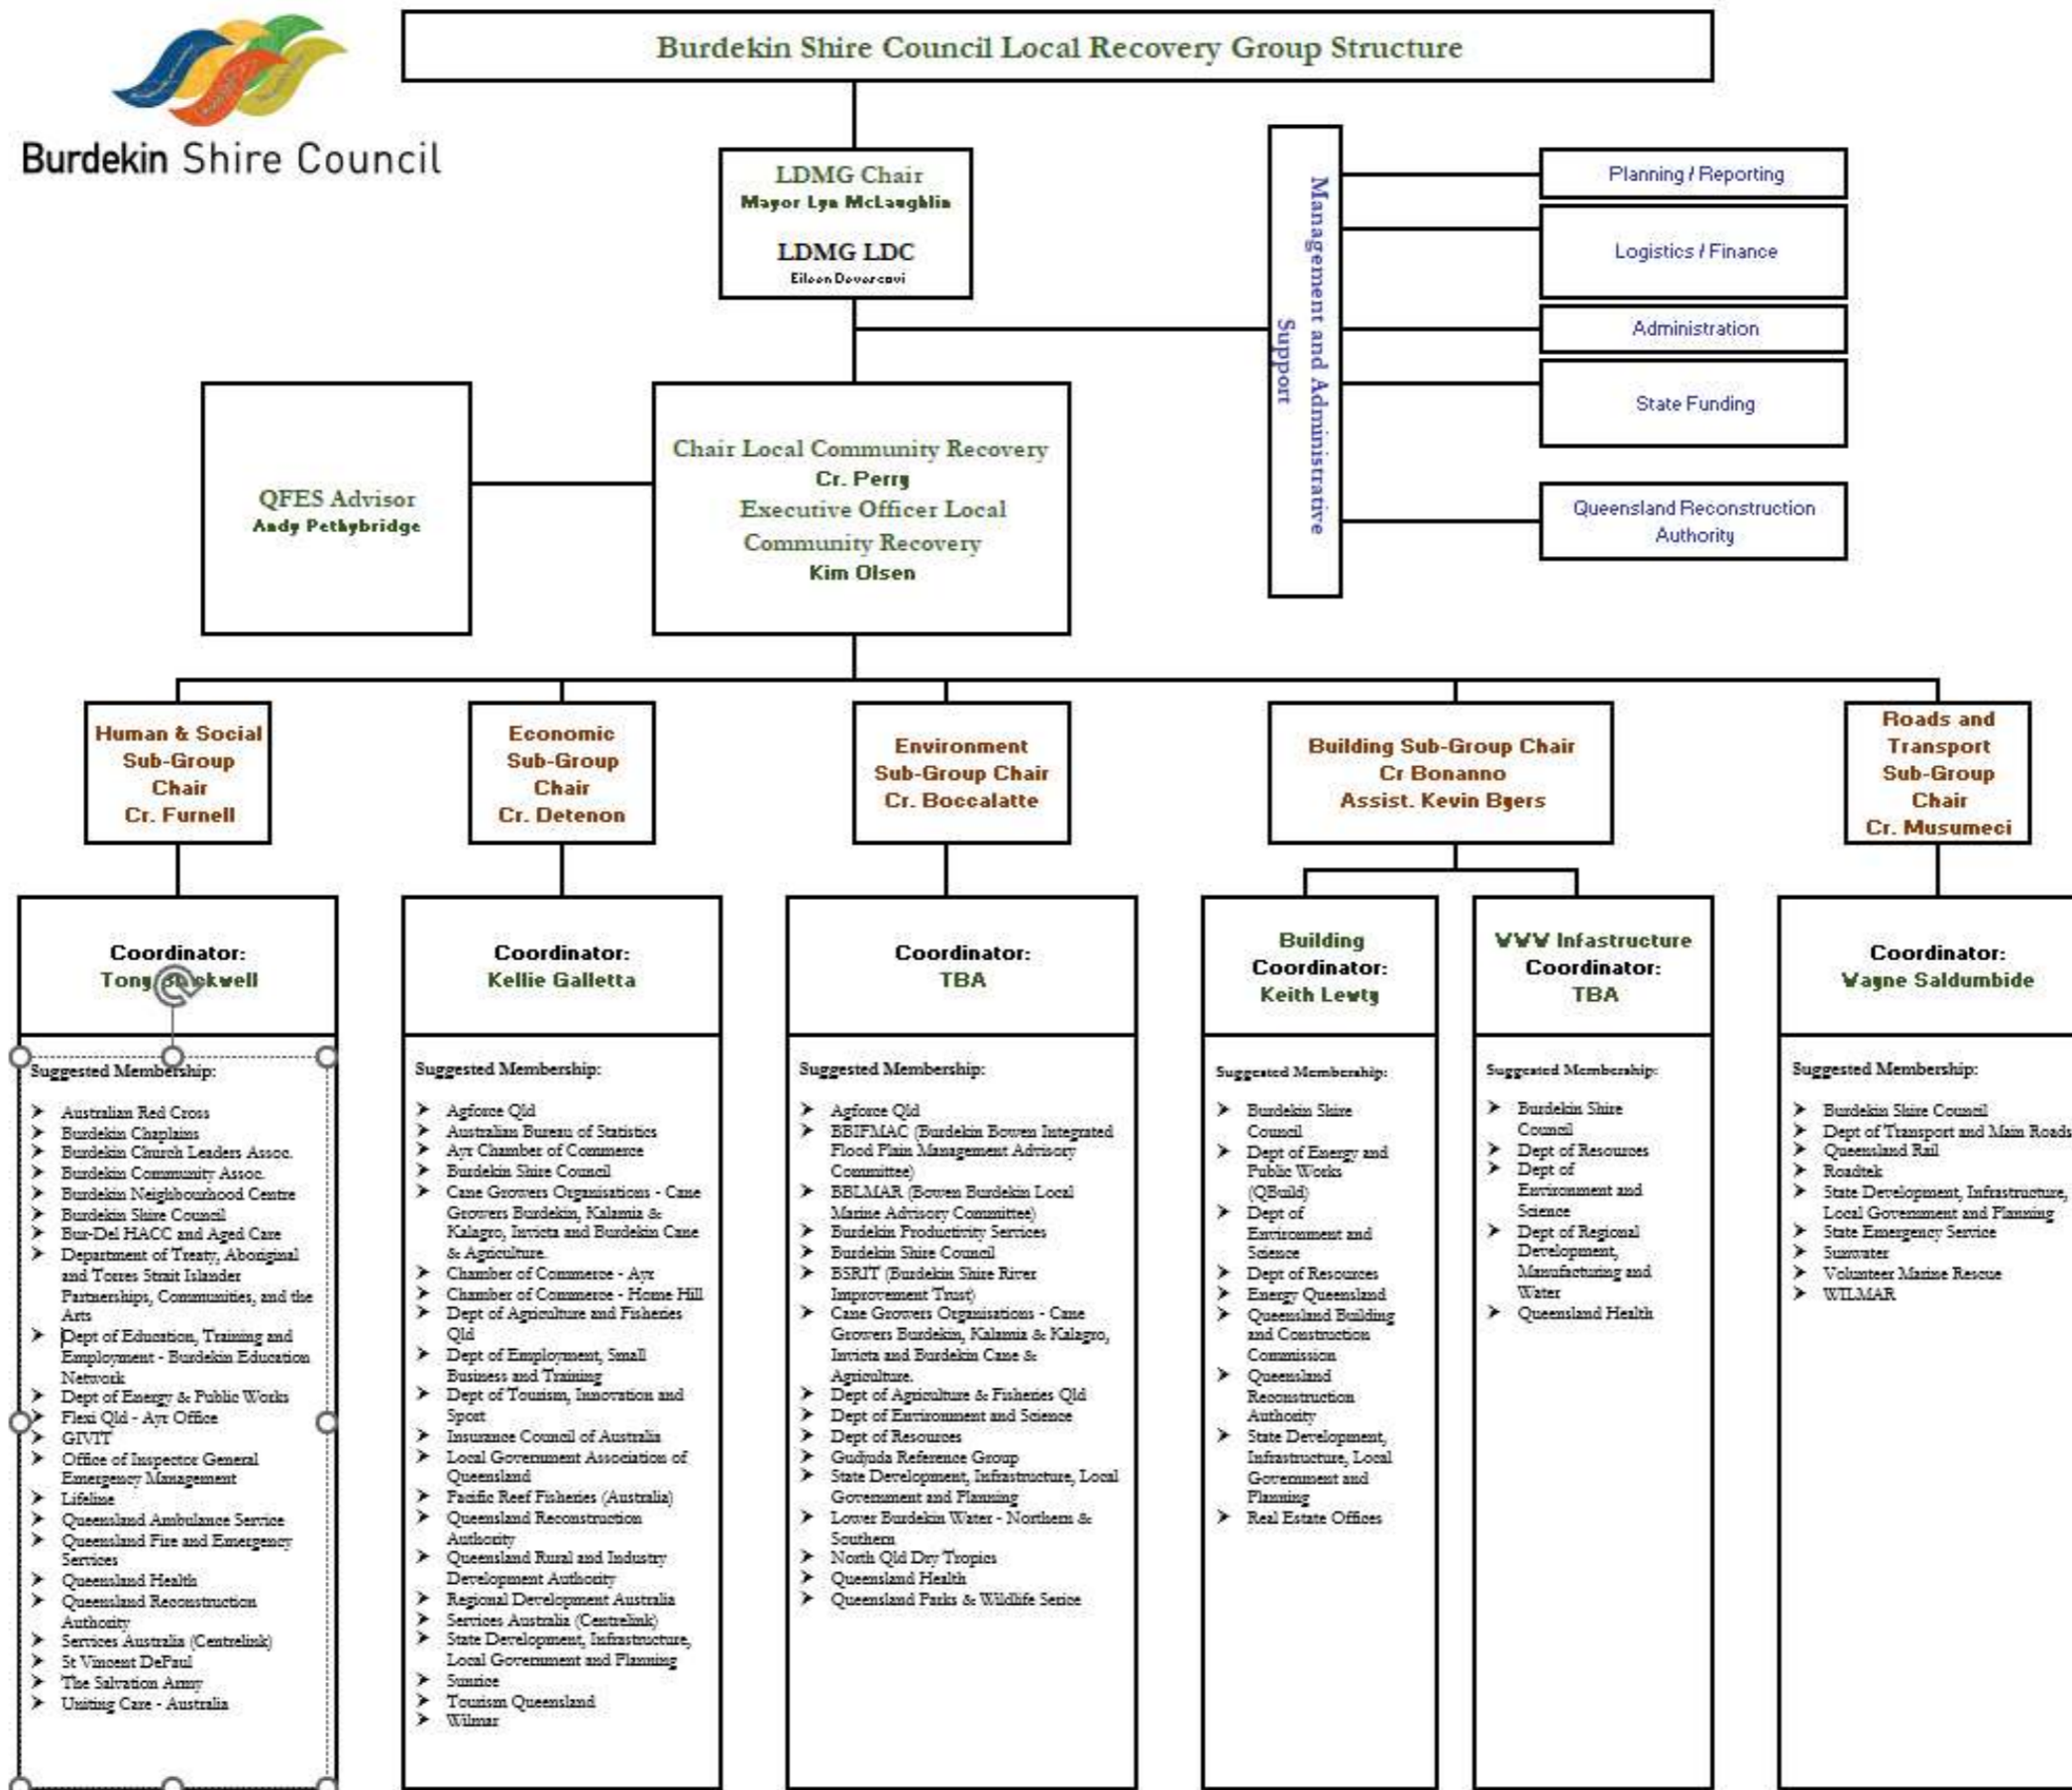 Burdekin Shire Council Local Recovery Group Structure
Burdekin Shire Council
LDMG Chair
Mayor Lyn McLaughlin
LDMG LDC
Eileen
Management and Administrative
Support
Planning / Reporting
Logistics / Finance
Administration
State Funding
Queensland Reconstruction
Authority
QFES Advisor
Andy Pethybridge
Chair Local Community Recovery
Cr. Perry
Executive Officer Local
Community Recovery
Kim Olsen
Human & Social
Sub-Group
Chair
Cr. Furnell
Economic
Sub-Group
Chair
Cr. Detenon
Environment
Sub-Group Chair
Cr. Boccalatte
Building Sub-Group Chair
Cr Bonanno
Assist. Kevin Byers
Roads and
Transport
Sub-Group
Chair
Cr. Musumeci
Coordinator:
Tony
Suggested Membership:
Australian Red Cross
Burdekin Chaplains
Burdekin Church Leaders Assoc.
Burdekin Community Assoc.
Burdekin Neighbourhood Centre
Burdekin Shire Council
Bur-Del HACC and Aged Care
Department of Treaty, Aboriginal
and Torres Strait Islander
Partnerships, Communities, and the
Arts
Dept of Education, Training and
Employment - Burdekin Education
Network
Dept of Energy & Public Works
Flexi Qld - Ayr Office
GIVIT
Office of Inspector General
Emergency Management
Lifeline
Queensland Ambulance Service
Queensland Fire and Emergency
Services
Queensland Health
Queensland Reconstruction
Authority
Services Australia (Centrelink)
St Vincent DePaul
The Salvation Army
Uniting Care - Australia
Coordinator:
Kellie Galletta
Suggested Membership:
Agforce Qld
Australian Bureau of Statistics
Ayr Chamber of Commerce
Burdekin Shire Council
Cane Growers Organisations - Cane
Growers Burdekin, Kalamia &
Kalagro, Invicta and Burdekin Cane
& Agriculture.
Chamber of Commerce - Ayr
Chamber of Commerce - Home Hill
Dept of Agriculture and Fisheries
Qld
Dept of Employment, Small
Business and Training
Dept of Tourism, Innovation and
Sport
Insurance Council of Australia
Local Government Association of
Queensland
Pacific Reef Fisheries (Australia)
Queensland Reconstruction
Authority
Queensland Rural and Industry
Development Authority
Regional Development Australia
Services Australia (Centrelink)
State Development, Infrastructure,
Local Government and Planning
Sunrice
Tourism Queensland
Wilmar
Coordinator:
TBA
Suggested Membership:
Agforce Qld
BBIFMAC (Burdekin Bowen Integrated
Flood Plain Management Advisory
Committee)
BBLMAR (Bowen Burdekin Local
Marine Advisory Committee)
Burdekin Productivity Services
Burdekin Shire Council
BSRIT (Burdekin Shire River
Improvement Trust)
Cane Growers Organisations - Cane
Growers Burdekin, Kalamia & Kalagro,
Invicta and Burdekin Cane &
Agriculture.
Dept of Agriculture & Fisheries Qld
Dept of Environment and Science
Dept of Resources
Gudjuda Reference Group
State Development, Infrastructure, Local
Government and Planning
Lower Burdekin Water - Northern &
Southern
North Qld Dry Tropics
Queensland Health
Queensland Parks & Wildlife Serice
Building
Coordinator:
Keith Lewty
Suggested Membership:
Burdekin Shire
Council
Dept of Energy and
Public Works
(QBuild)
Dept of
Environment and
Science
Dept of Resources
Energy Queensland
Queensland Building
and Construction
Commission
Queensland
Reconstruction
Authority
State Development,
Infrastructure, Local
Government and
Planning
Real Estate Offices
WWW Infastructure
Coordinator:
TBA
Suggested Membership:
Burdekin Shire
Council
Dept of Resources
Dept of
Environment and
Science
Dept of Regional
Development,
Manufacturing and
Water
Queensland Health
Coordinator:
Wayne Saldumbide
Suggested Membership:
Burdekin Shire Council
Dept of Transport and Main Roads
Queensland Rail
Roadtek
State Development, Infrastructure,
Local Government and Planning
State Emergency Service
Sunwater
Volunteer Marine Rescue
WILMAR